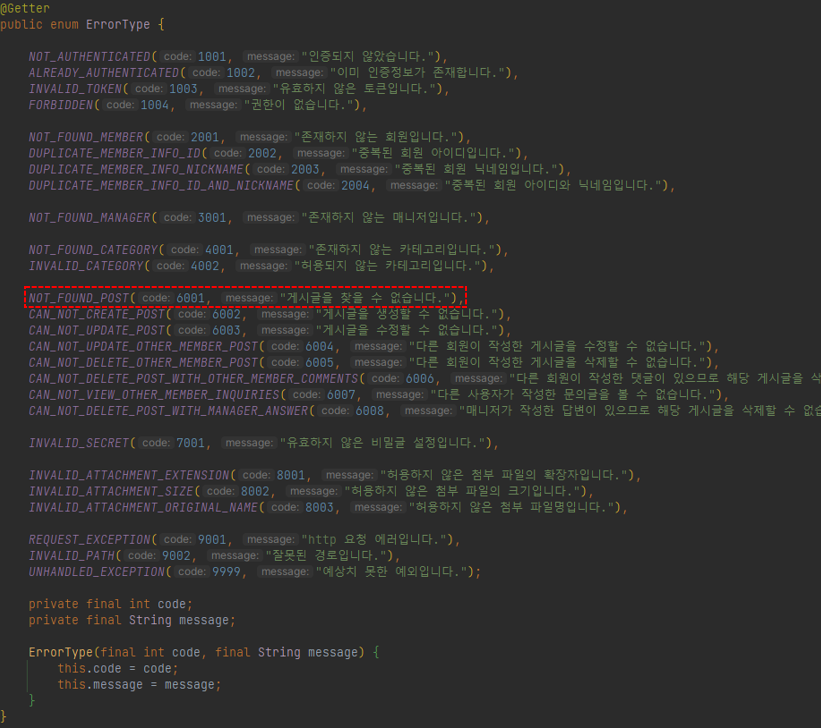 @Getter
public enum ErrorType {
NOT_AUTHENTICATED( code: 1001, message: "인증되지 않았습니다."),
ALREADY_AUTHENTICATED( code: 1002, message: "이미 인증정보가 존재합니다."),
INVALID_TOKEN( code: 1003, message: "유효하지 않은 토큰입니다."),
FORBIDDEN( code: 1004, message: "권한이 없습니다."),
NOT_FOUND_MEMBER( code: 2001, message: "존재하지 않는 회원입니다."),
DUPLICATE_MEMBER_INFO_ID( code: 2002, message: "중복된 회원 아이디입니다."),
DUPLICATE_MEMBER_INFO_NICKNAME( code: 2003, message: "중복된 회원 닉네임입니다."),
DUPLICATE_MEMBER_INFO_ID_AND_NICKNAME( code: 2004, message: "중복된 회원 아이디와 닉네임입니다."),
NOT_FOUND_MANAGER( code: 3001, message: "존재하지 않는 매니저입니다."),
NOT_FOUND_CATEGORY( code: 4001, message: "존재하지 않는 카테고리입니다."),
INVALID_CATEGORY( code: 4002, message: "허용되지 않는 카테고리입니다."),
NOT_FOUND_POST( code: 6001, message: "게시글을 찾을 수 없습니다."),
CAN_NOT_CREATE_POST( code: 6002, message: "게시글을 생성할 수 없습니다."),
CAN_NOT_UPDATE_POST( code: 6003, message: "게시글을 수정할 수 없습니다."),
CAN_NOT_UPDATE_OTHER_MEMBER_POST( code: 6004, message: "다른 회원이 작성한 게시글을 수정할 수 없습니다."),
CAN_NOT_DELETE_OTHER_MEMBER_POST( code: 6005, message: "다른 회원이 작성한 게시글을 삭제할 수 없습니다."),
CAN_NOT_DELETE_POST_WITH_OTHER_MEMBER_COMMENTS( code: 6006, message: "다른 회원이 작성한 댓글이 있으므로 해당 게시글을 삭
CAN_NOT_VIEW_OTHER_MEMBER_INQUIRIES( code: 6007, message: "다른 사용자가 작성한 문의글을 볼 수 없습니다."),
CAN_NOT_DELETE_POST_WITH_MANAGER_ANSWER( code: 6008, message: "매니저가 작성한 답변이 있으므로 해당 게시글을 삭제할 수 없습
INVALID_SECRET( code: 7001, message: "유효하지 않은 비밀글 설정입니다."),
INVALID_ATTACHMENT_EXTENSION( code: 8001, message: "허용하지 않은 첨부 파일의 확장자입니다."),
INVALID_ATTACHMENT_SIZE( code: 8002, message: "허용하지 않은 첨부 파일의 크기입니다."),
INVALID_ATTACHMENT_ORIGINAL_NAME( code: 8003, message: "허용하지 않은 첨부 파일명입니다."),
REQUEST_EXCEPTION( code: 9001, message: "http 요청 에러입니다."),
INVALID_PATH( code: 9002, message: "잘못된 경로입니다."),
UNHANDLED_EXCEPTION( code: 9999, message: "예상치 못한 예외입니다.");
private final int code;
private final String message;
ErrorType(final int code, final String message) {
this.code = code;
this.message = message;
}
}